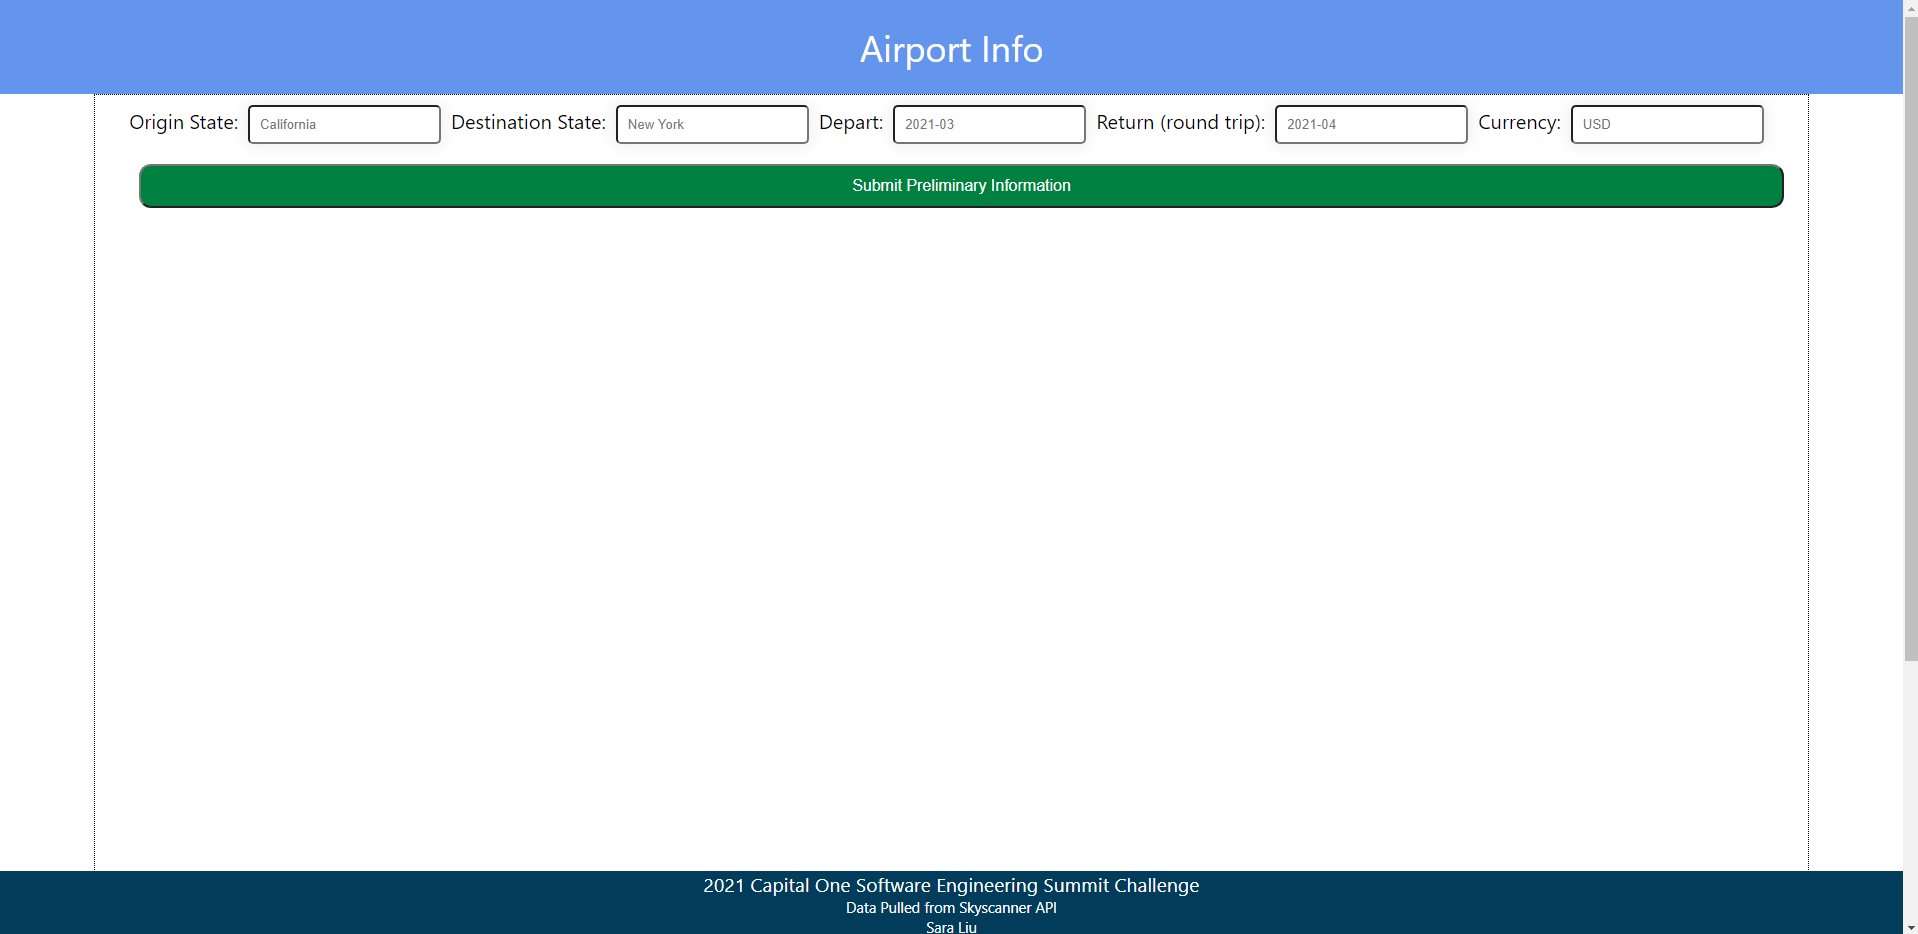 Airport Info
Origin State: California Destination State: New York Depart: 2021-03 Return (round trip): 2021-04 Currency: USD
Submit Preliminary Information
2021 Capital One Software Engineering Summit Challenge
Data Pulled from Skyscanner API
Sara Liu